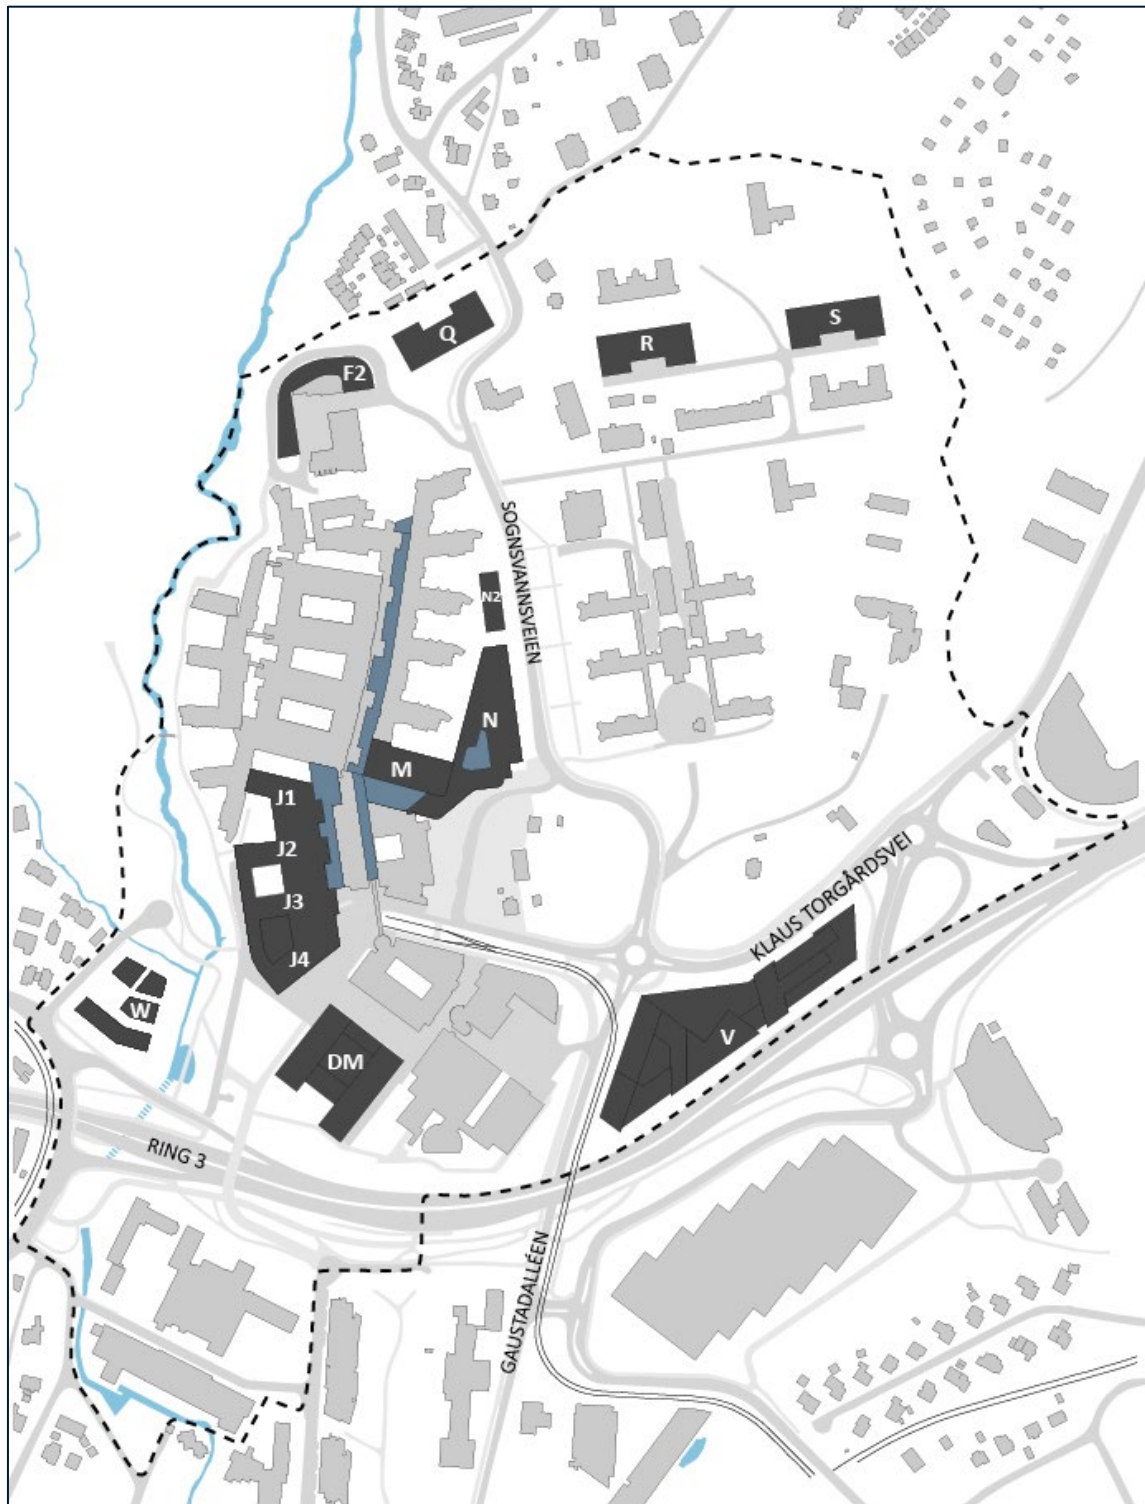 Q
R
S
F2
SOGNSVANNSVEIEN
N2
N
M
J1
J2
J3
J4
KLAUS TORGÅRDSVEI
W
V
DM
RING 3
GAUSTADALLÉEN